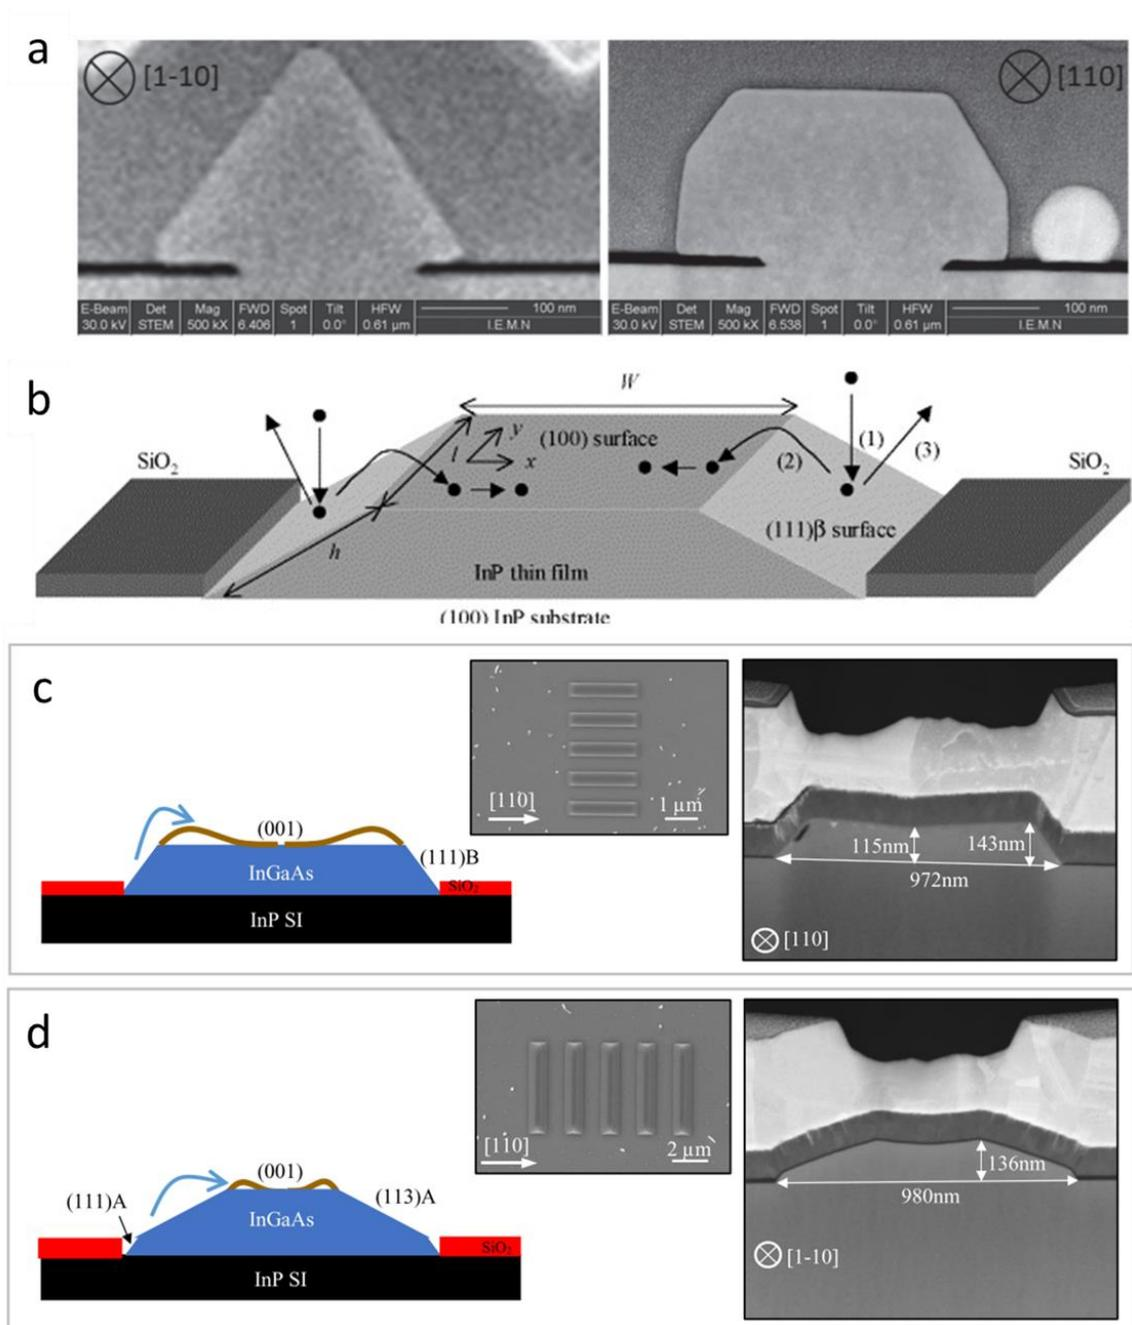 a
[1-10]
[110]
E-Beam Det Mag FWD Spot Tilt HFW 100 nm
30.0 kV STEM 500 kX 6.406 1 0.0° 0.61 µm I.E.M.N
E-Beam Det Mag FWD Spot Tilt HFW 100 nm
30.0 kV STEM 500 kX 6.538 1 0.0° 0.61 µm I.E.M.N
b
W
SiO2
l
y
x
(100) surface
(2)
(1)
(3)
SiO2
h
(111)β surface
InP thin film
(100) InP substrate
c
(001)
(111)B
InGaAs
SiO2
InP SI
[110]
1 µm
115nm
143nm
972nm
[110]
d
(111)A
(001)
(113)A
InGaAs
SiO2
InP SI
[110]
2 µm
136nm
980nm
[1-10]